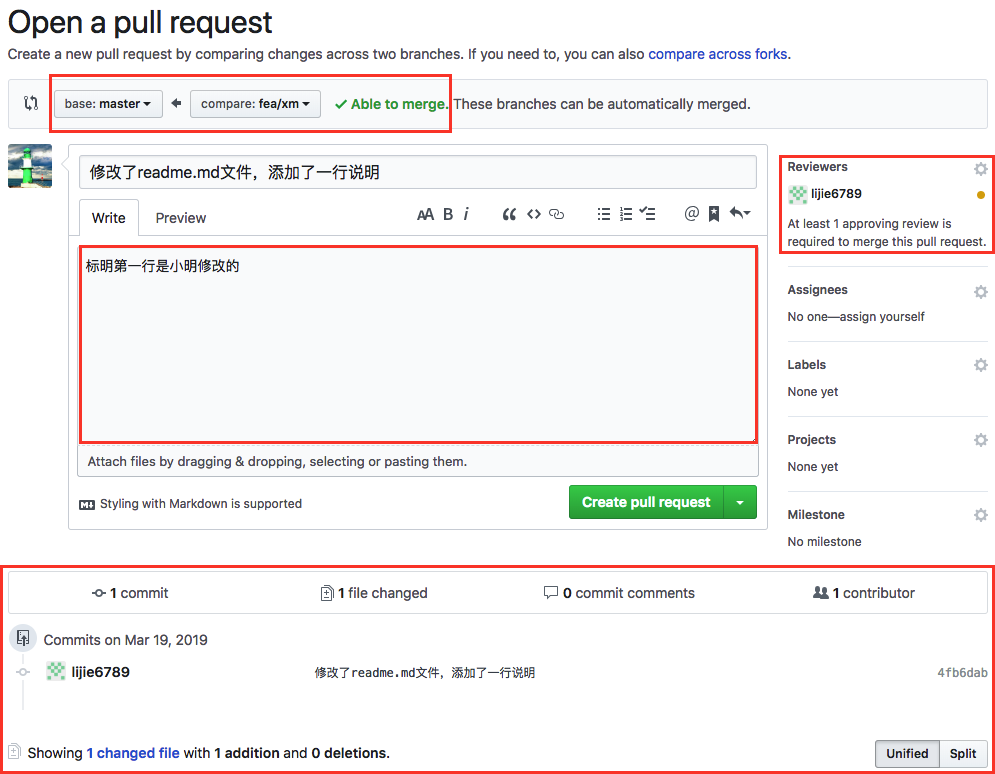 Open a pull request
Create a new pull request by comparing changes across two branches. If you need to, you can also compare across forks.
base: master
compare: fea/xm
Able to merge. These branches can be automatically merged.
修改了readme.md文件，添加了一行说明
Write
Preview
AA B i
标明第一行是小明修改的
Attach files by dragging & dropping, selecting or pasting them.
Styling with Markdown is supported
Create pull request
Reviewers
lijie6789
At least 1 approving review is
required to merge this pull request.
Assignees
No one—assign yourself
Labels
None yet
Projects
None yet
Milestone
No milestone
1 commit
1 file changed
0 commit comments
1 contributor
Commits on Mar 19, 2019
lijie6789
修改了readme.md文件，添加了一行说明
4fb6dab
Showing 1 changed file with 1 addition and 0 deletions.
Unified
Split